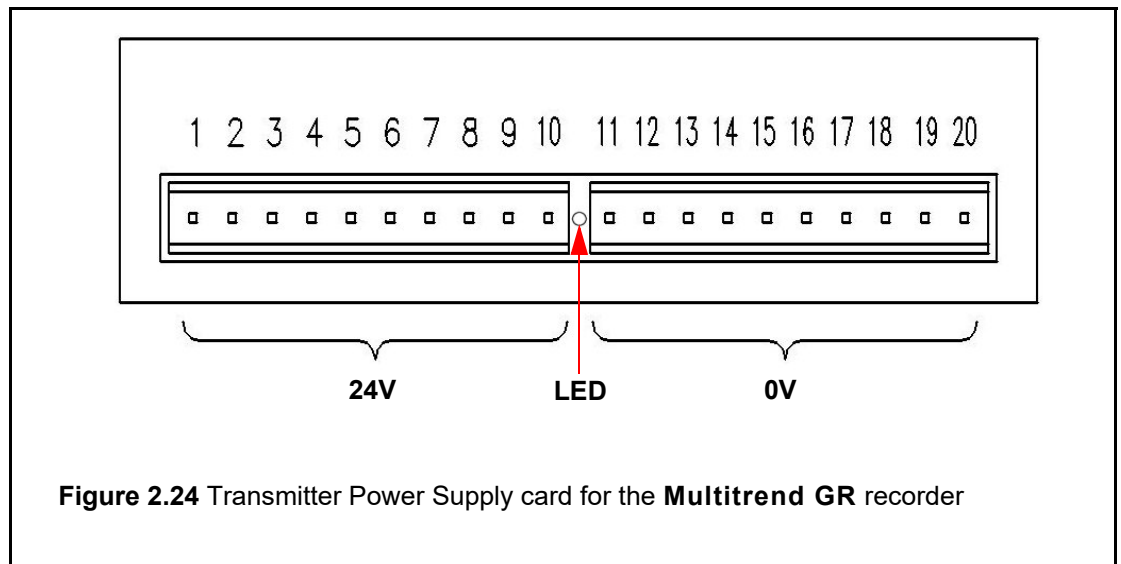 1 2 3 4 5 6 7 8 9 10 11 12 13 14 15 16 17 18 19 20
24V LED 0V
Figure 2.24 Transmitter Power Supply card for the Multitrend GR recorder